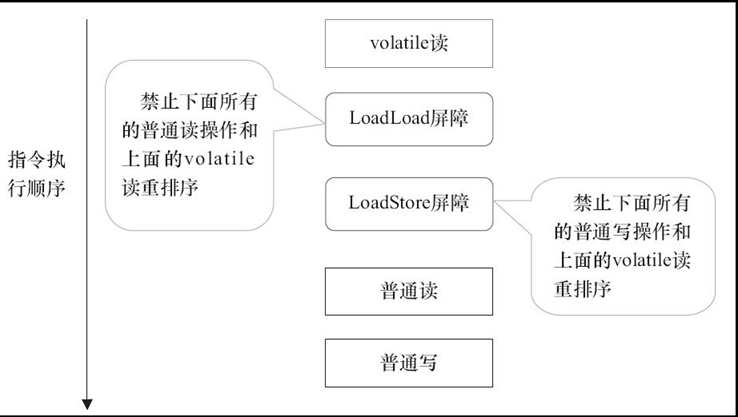 volatile读
禁止下面所有
的普通读操作和
上面的volatile
读重排序
LoadLoad屏障
指令执
行顺序
LoadStore屏障
禁止下面所有
的普通写操作和
上面的volatile读
重排序
普通读
普通写